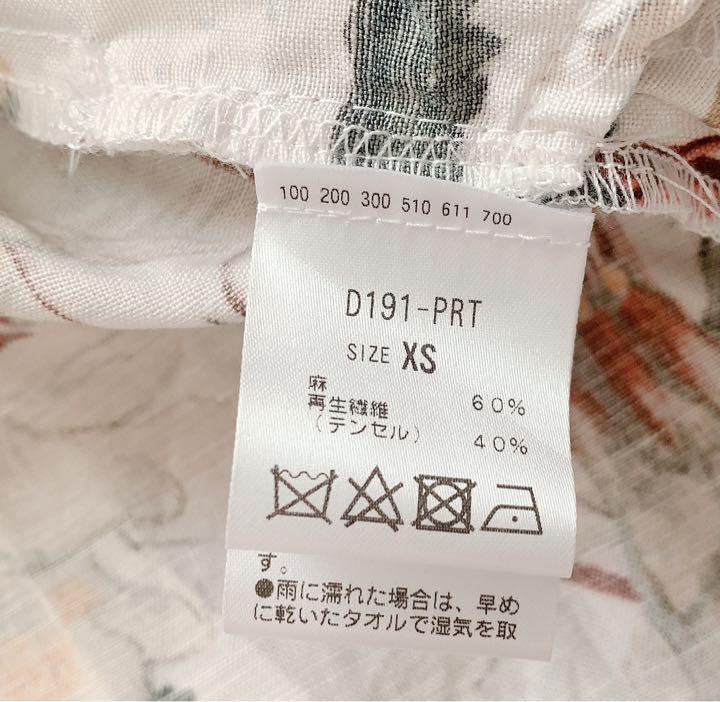 100 200 300 510 611 700
D191-PRT
SIZE XS
麻 60%
再生繊維
(テンセル) 40%
す。
●雨に濡れた場合は、早め
に乾いたタオルで湿気を取